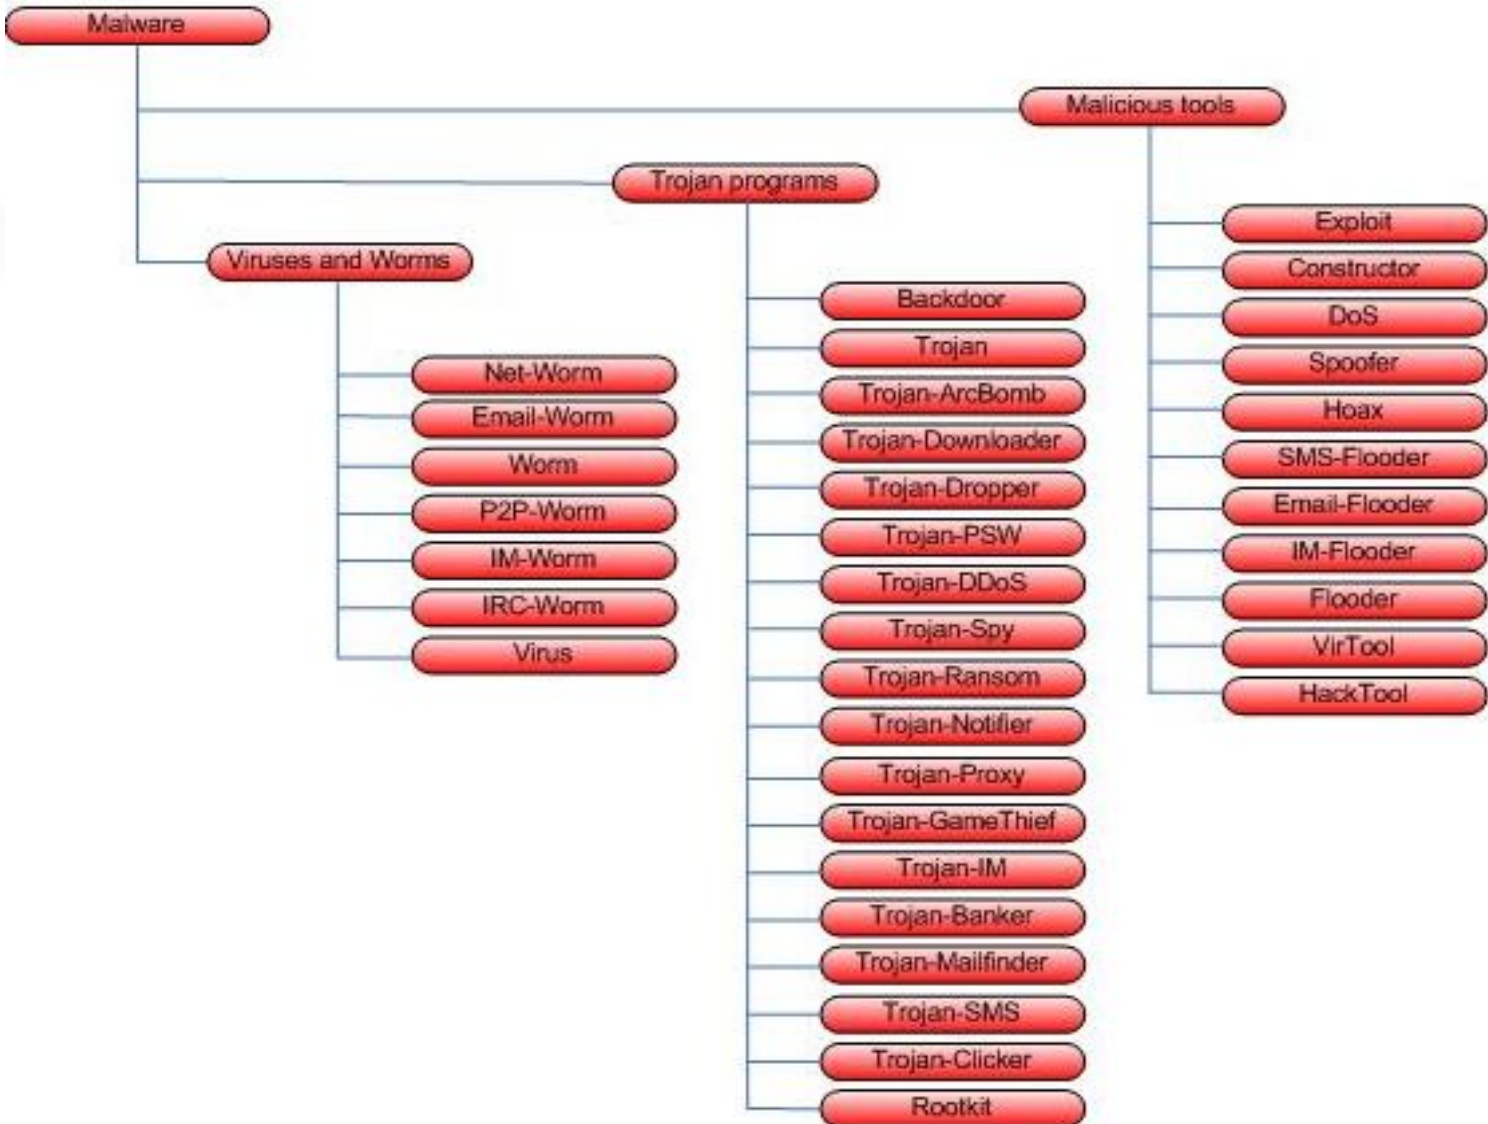 Malware
Malicious tools
Trojan programs
Viruses and Worms
Net-Worm
Email-Worm
Worm
P2P-Worm
IM-Worm
IRC-Worm
Virus
Backdoor
Trojan
Trojan-ArcBomb
Trojan-Downloader
Trojan-Dropper
Trojan-PSW
Trojan-DDoS
Trojan-Spy
Trojan-Ransom
Trojan-Notifier
Trojan-Proxy
Trojan-GameThief
Trojan-IM
Trojan-Banker
Trojan-Mailfinder
Trojan-SMS
Trojan-Clicker
Rootkit
Exploit
Constructor
DoS
Spoofer
Hoax
SMS-Flooder
Email-Flooder
IM-Flooder
Flooder
VirTool
HackTool